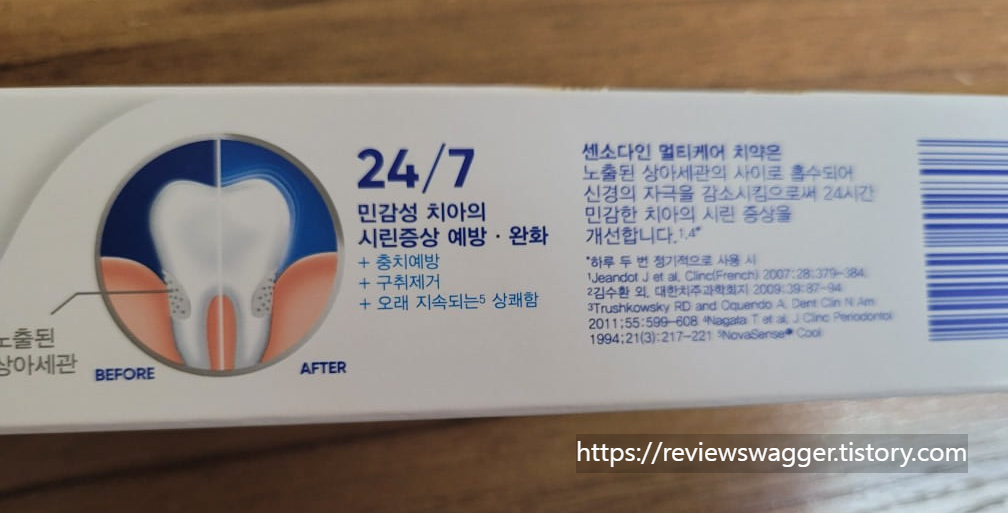 24/7
민감성 치아의
시린증상 예방 · 완화
+ 충치예방
+ 구취제거
+ 오래 지속되는5 상쾌함
노출된
상아세관
BEFORE
AFTER
센소다인 멀티케어 치약은
노출된 상아세관의 사이로 흡수되어
신경의 자극을 감소시킴으로써 24시간
민감한 치아의 시린 증상을
개선합니다.1,4*
*하루 두 번 정기적으로 사용 시
1Jeandot J et al, Clinc(French) 2007:28:379-384.
2김수환 외, 대한치주과학회지 2009:39:87-94
3Trushkowsky RD and Oquendo A, Dent Clin N Am
2011:55:599-608 4Nagata T et al; J Clinc Periodontol
1994:21(3):217-221 5NovaSense® Cool
https://reviewswagger.tistory.com